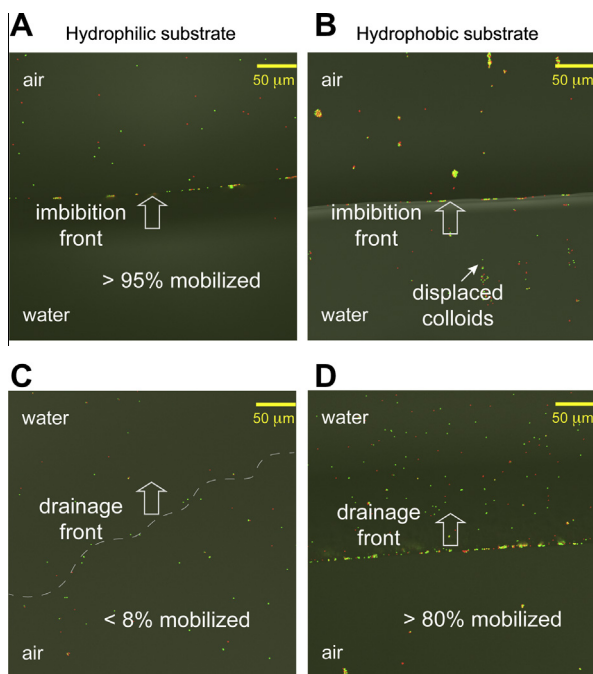 A
Hydrophilic substrate
air
50 µm
imbibition
front
> 95% mobilized
water
B
Hydrophobic substrate
air
50 µm
imbibition
front
displaced
colloids
water
C
water
50 µm
drainage
front
< 8% mobilized
air
D
water
50 µm
drainage
front
> 80% mobilized
air